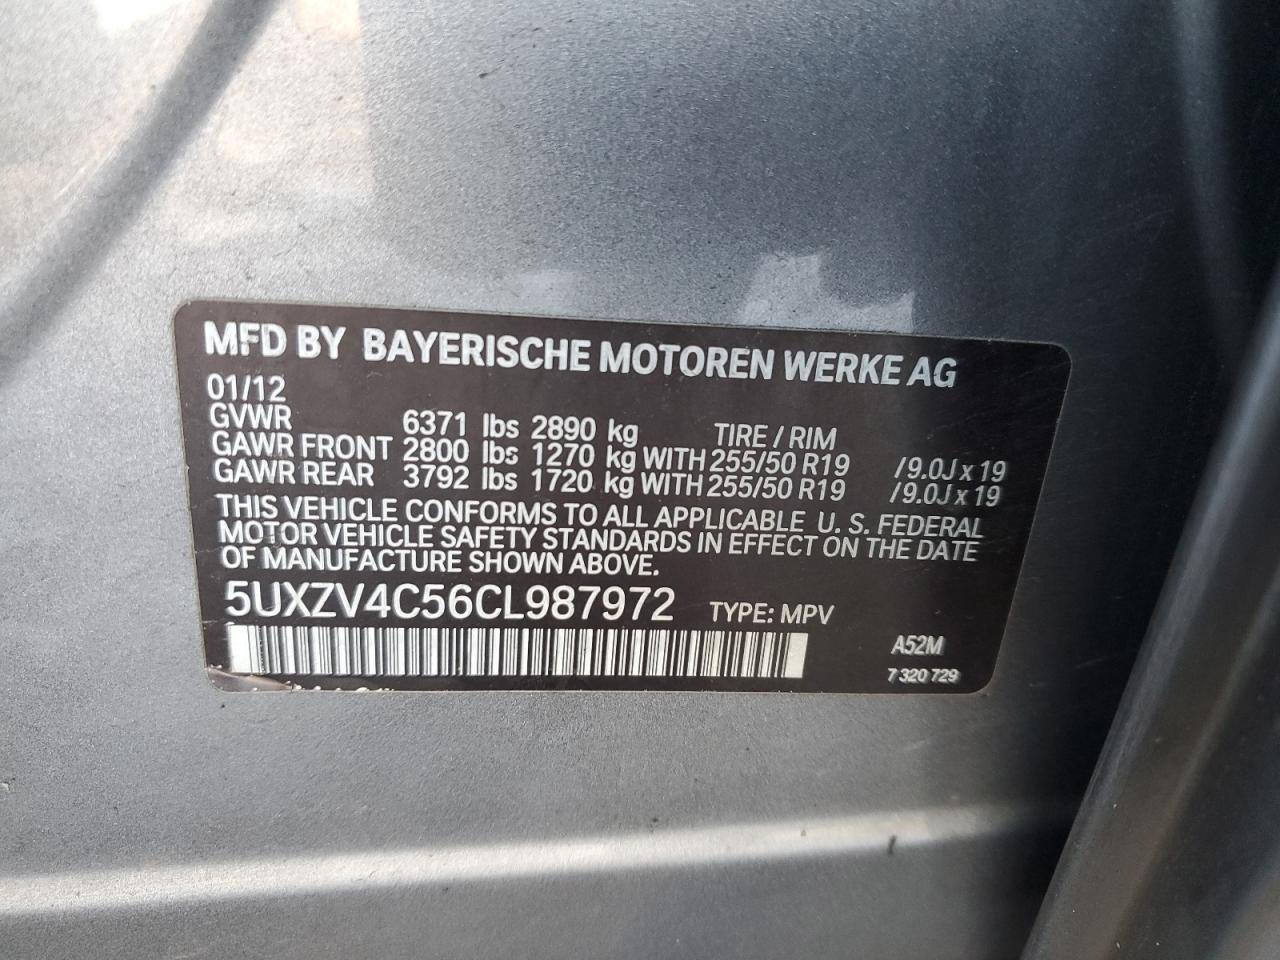 MFD BY BAYERISCHE MOTOREN WERKE AG
01/12
GVWR 6371 lbs 2890 kg TIRE / RIM
GAWR FRONT 2800 lbs 1270 kg WITH 255/50 R19 /9.0J x 19
GAWR REAR 3792 lbs 1720 kg WITH 255/50 R19 /9.0J x 19
THIS VEHICLE CONFORMS TO ALL APPLICABLE U. S. FEDERAL
MOTOR VEHICLE SAFETY STANDARDS IN EFFECT ON THE DATE
OF MANUFACTURE SHOWN ABOVE.
5UXZV4C56CL987972 TYPE: MPV
A52M
7 320 729